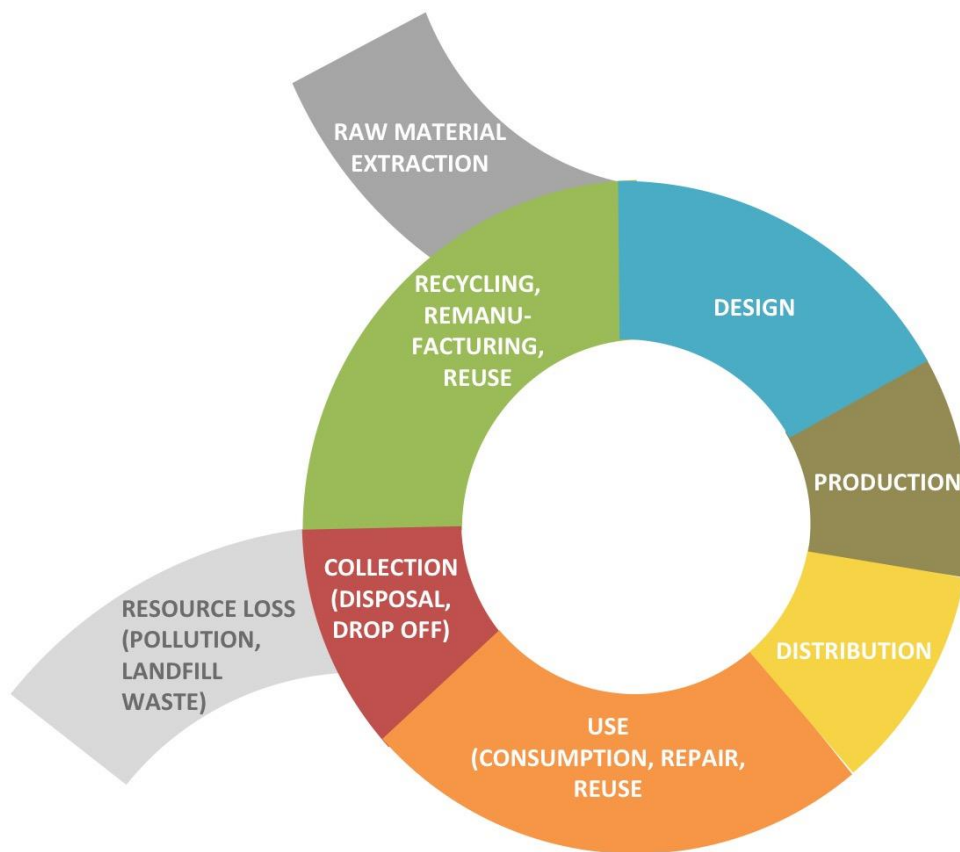 RAW MATERIAL
EXTRACTION
RECYCLING,
REMANU-
FACTURING,
REUSE
DESIGN
PRODUCTION
DISTRIBUTION
USE
(CONSUMPTION, REPAIR,
REUSE
COLLECTION
(DISPOSAL,
DROP OFF)
RESOURCE LOSS
(POLLUTION,
LANDFILL
WASTE)